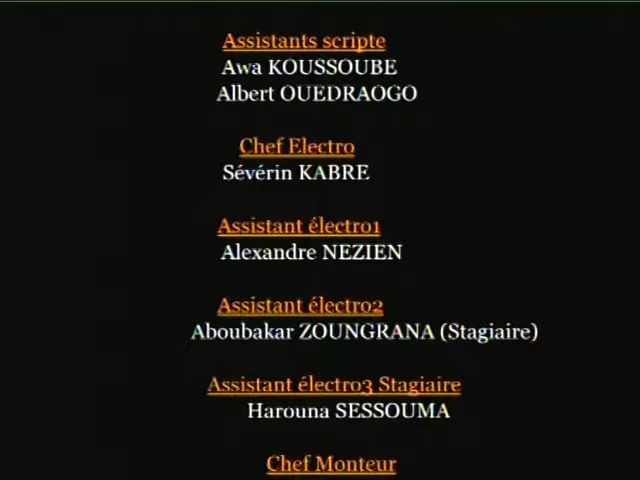 Assistants scripte
Awa KOUSSOUBE
Albert OUEDRAOGO
Chef Electro
Sévérin KABRE
Assistant électro1
Alexandre NEZIEN
Assistant électro2
Aboubakar ZOUNGRANA (Stagiaire)
Assistant électro3 Stagiaire
Harouna SESSOUMA
Chef Monteur